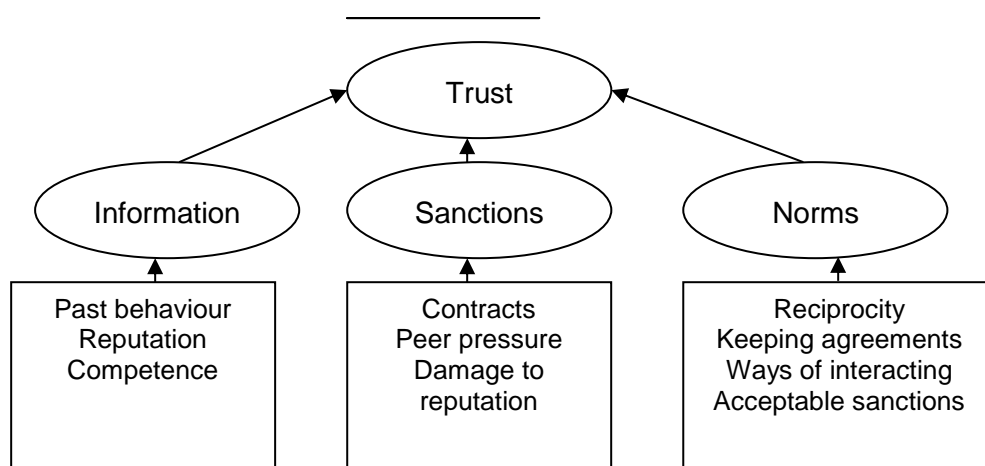 Trust
Information
Sanctions
Norms
Past behaviour
Reputation
Competence
Contracts
Peer pressure
Damage to
reputation
Reciprocity
Keeping agreements
Ways of interacting
Acceptable sanctions